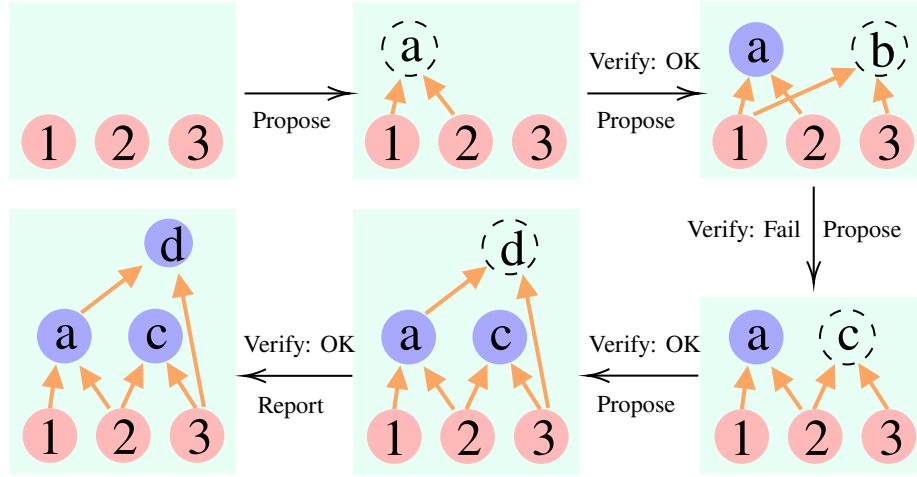 1 2 3
Propose
a
1 2 3
Verify: OK
Propose
a b
1 2 3
Verify: Fail Propose
a c
1 2 3
Verify: OK
Propose
d
a c
1 2 3
Verify: OK
Report
d
a c
1 2 3